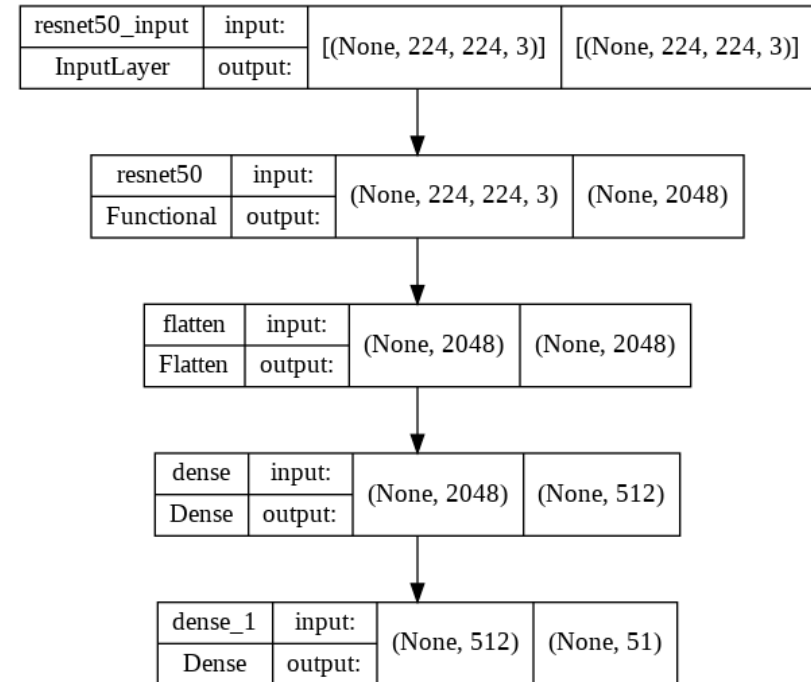 resnet50_input input: [(None, 224, 224, 3)] [(None, 224, 224, 3)]
InputLayer output:
resnet50 input: (None, 224, 224, 3) (None, 2048)
Functional output:
flatten input: (None, 2048) (None, 2048)
Flatten output:
dense input: (None, 2048) (None, 512)
Dense output:
dense_1 input: (None, 512) (None, 51)
Dense output: